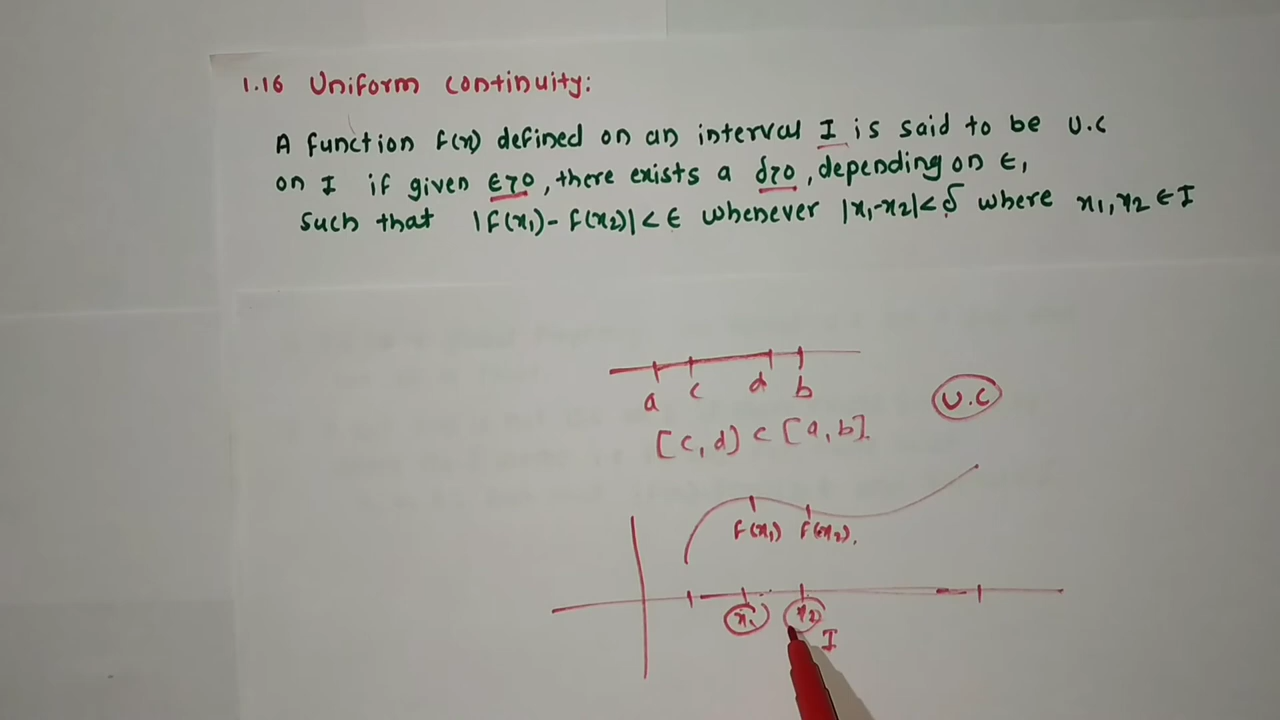 1.16 Uniform continuity:
A function f(x) defined on an interval I is said to be U.C
on I if given ε>0, there exists a δ>0, depending on ε,
such that |f(x₁)-f(x₂)|<ε whenever |x₁-x₂|<δ where x₁,x₂ ∈ I
a c d b
U.C
[c,d] ⊂ [a,b].
f(x₁) f(x₂).
x₁ x₂
I